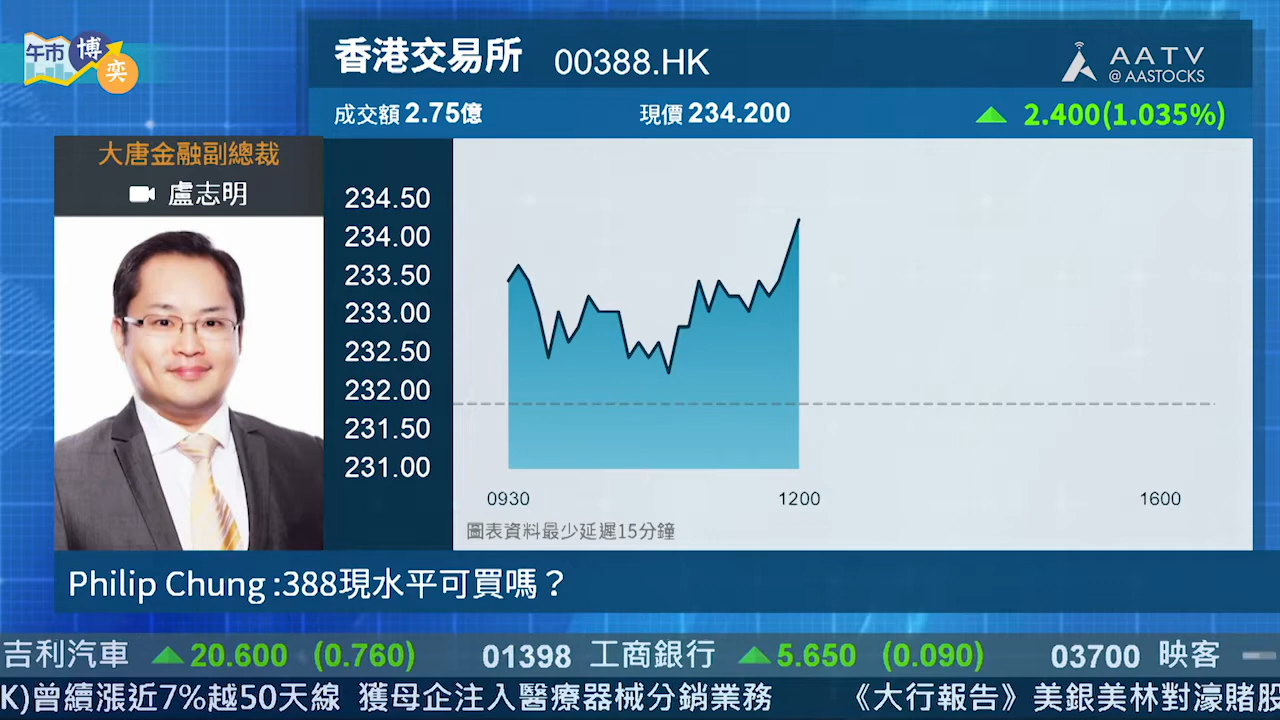 午市博奕
香港交易所 00388.HK
AATV
@ AASTOCKS
成交額 2.75億 現價 234.200 2.400(1.035%)
大唐金融副總裁
盧志明
234.50
234.00
233.50
233.00
232.50
232.00
231.50
231.00
0930 1200 1600
圖表資料最少延遲15分鐘
Philip Chung :388現水平可買嗎？
吉利汽車 20.600 (0.760) 01398 工商銀行 5.650 (0.090) 03700 映客
K)曾續漲近7%越50天線 獲母企注入醫療器械分銷業務 《大行報告》美銀美林對濠賭股